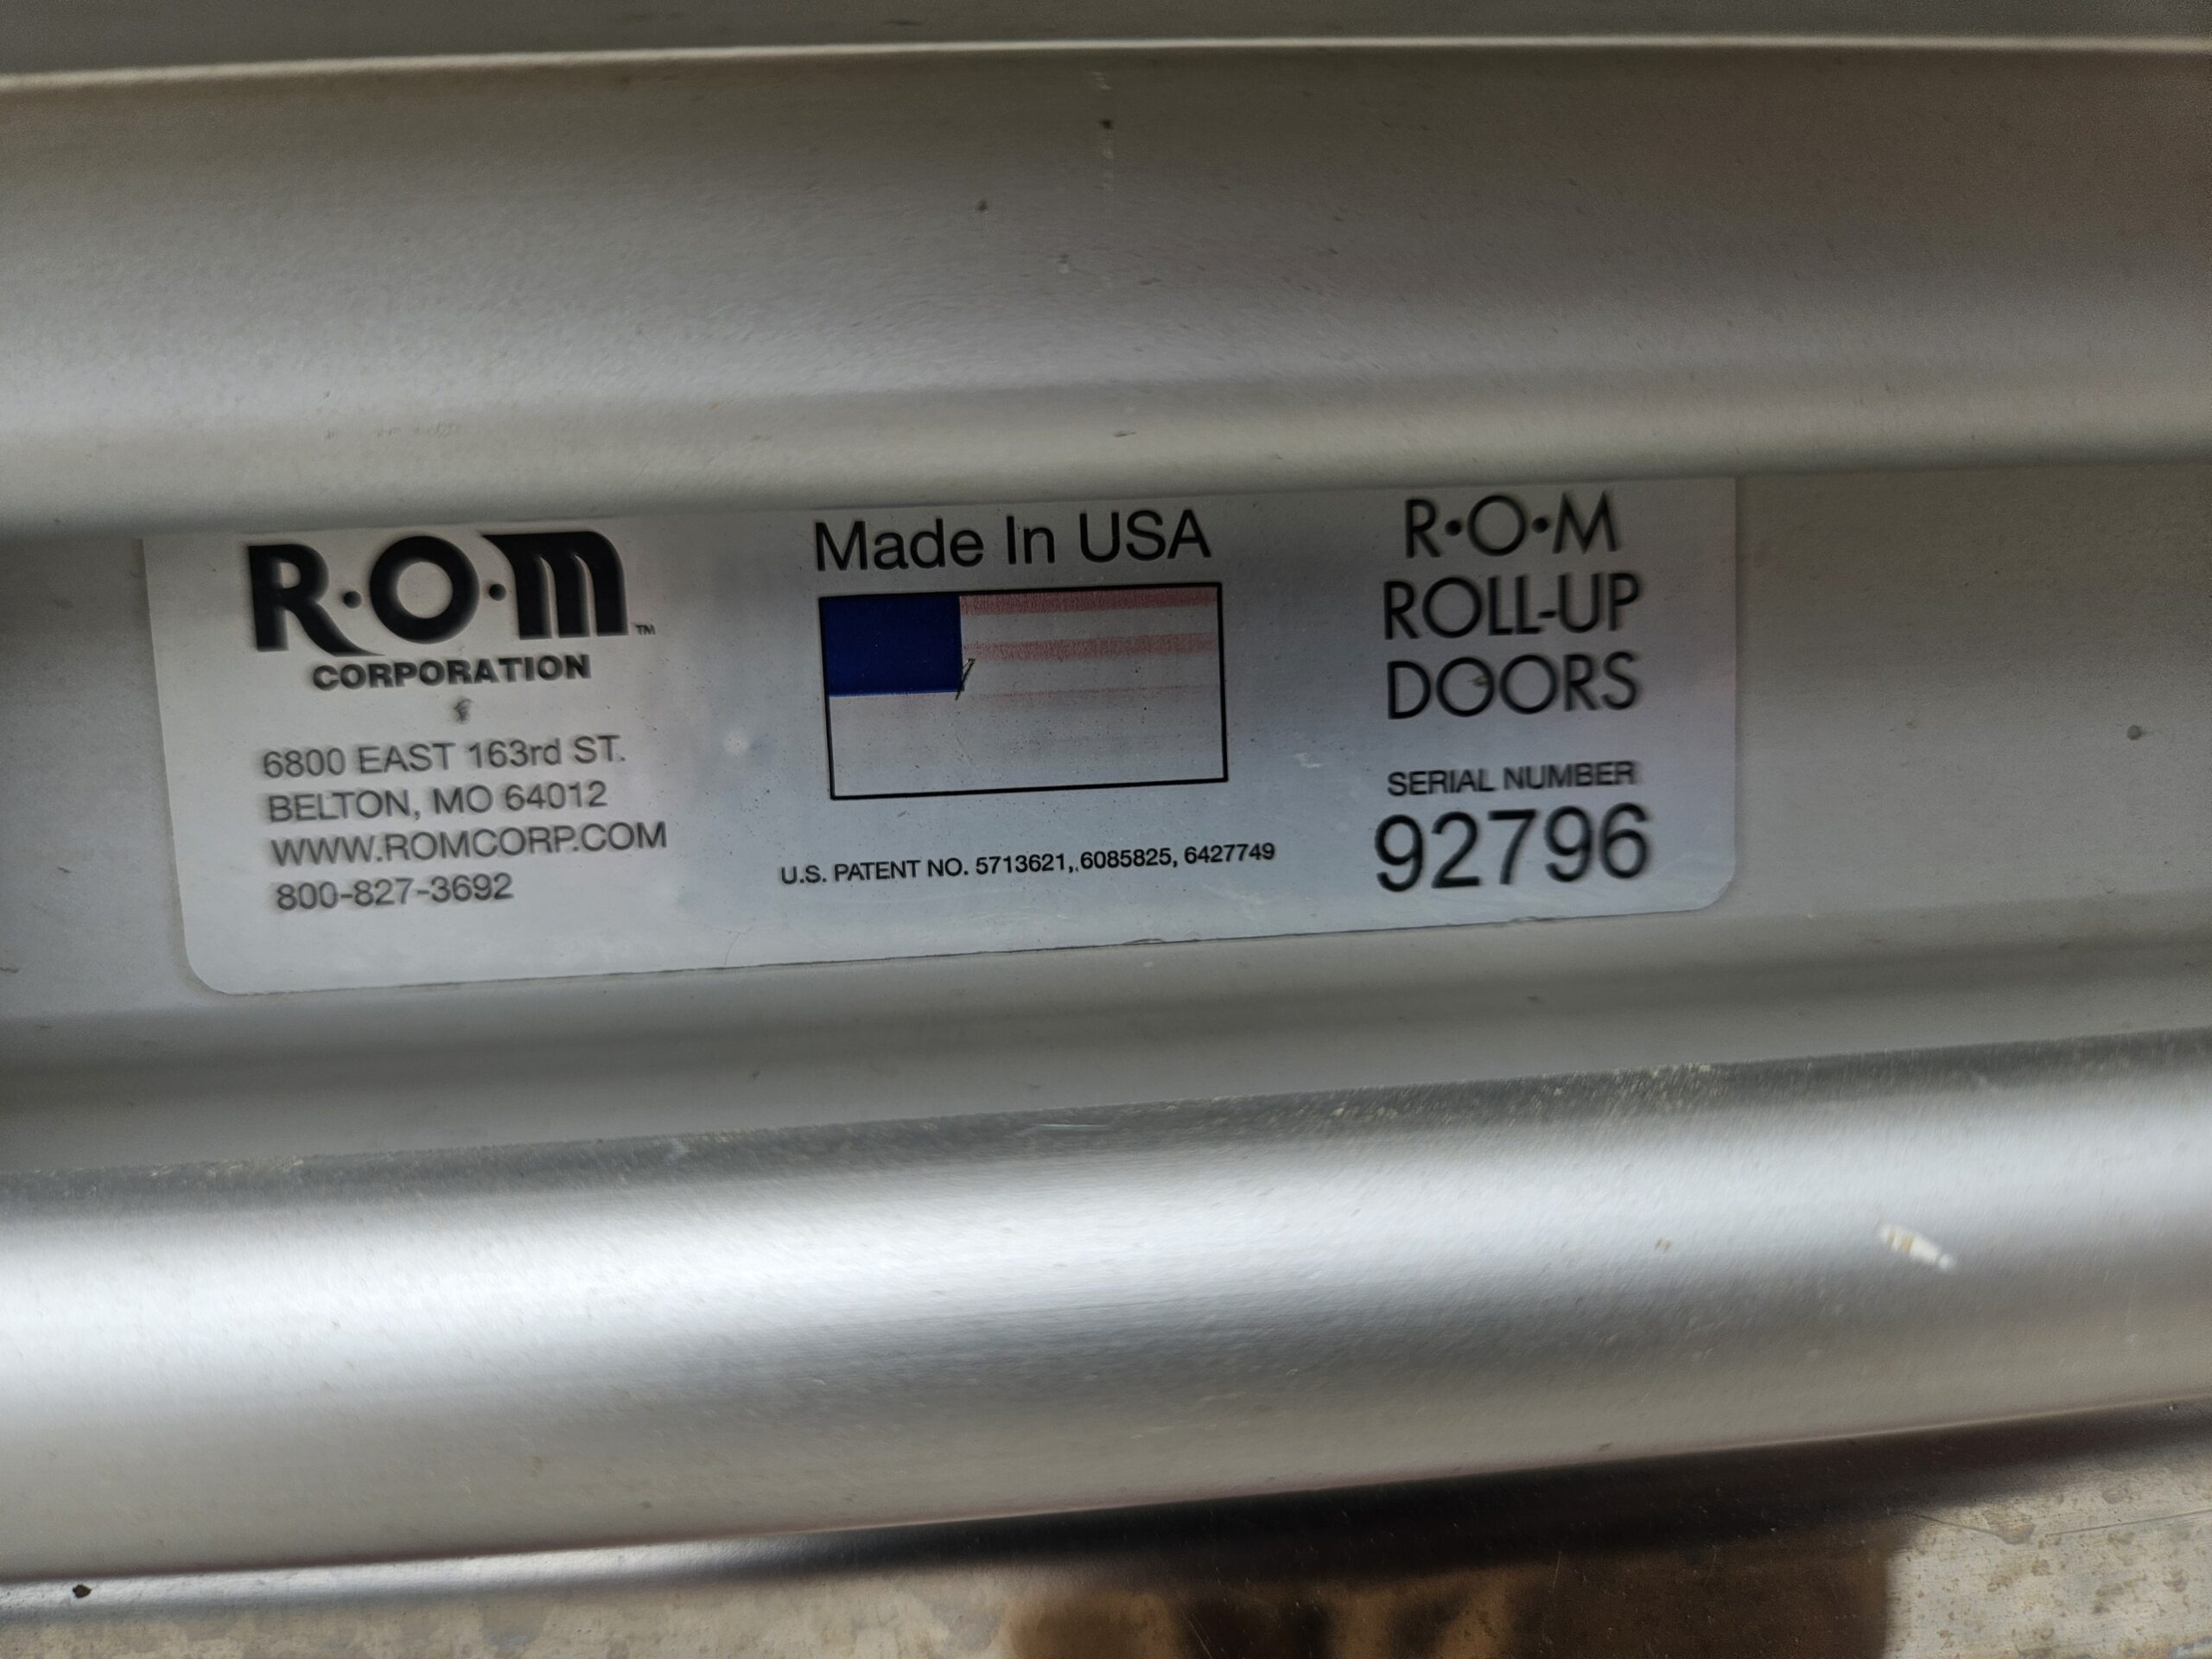 R•O•M™
CORPORATION
6800 EAST 163rd ST.
BELTON, MO 64012
WWW.ROMCORP.COM
800-827-3692
Made In USA
U.S. PATENT NO. 5713621, 6085825, 6427749
R•O•M
ROLL-UP
DOORS
SERIAL NUMBER
92796